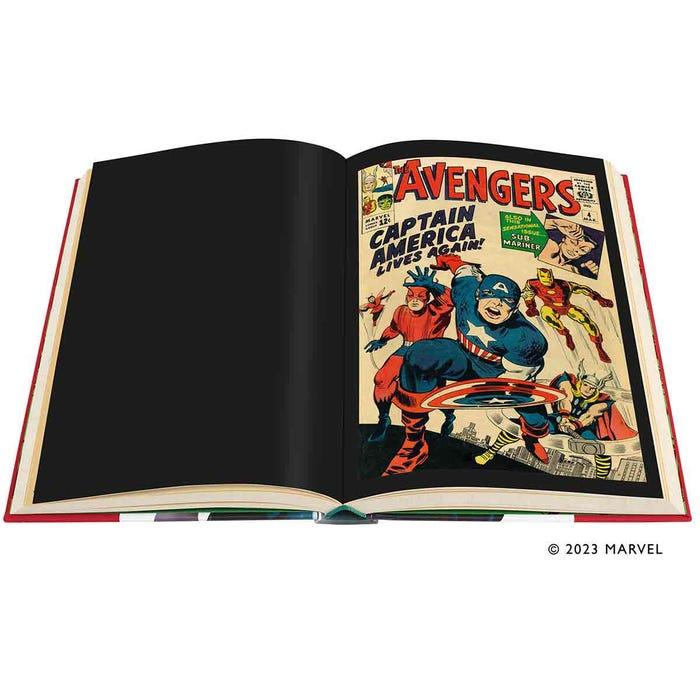 THE AVENGERS
MARVEL
COMICS
GROUP 12¢
IND.
4
MAR.
CAPTAIN
AMERICA
LIVES AGAIN!
ALSO IN
THIS
SENSATIONAL
ISSUE...
SUB-
MARINER
© 2023 MARVEL